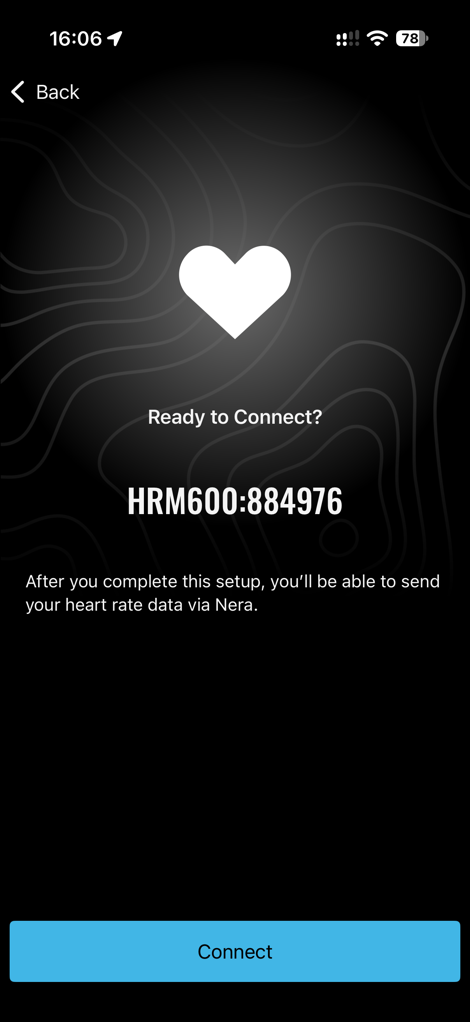 16:06
78
Back
Ready to Connect?
HRM600:884976
After you complete this setup, you’ll be able to send
your heart rate data via Nera.
Connect